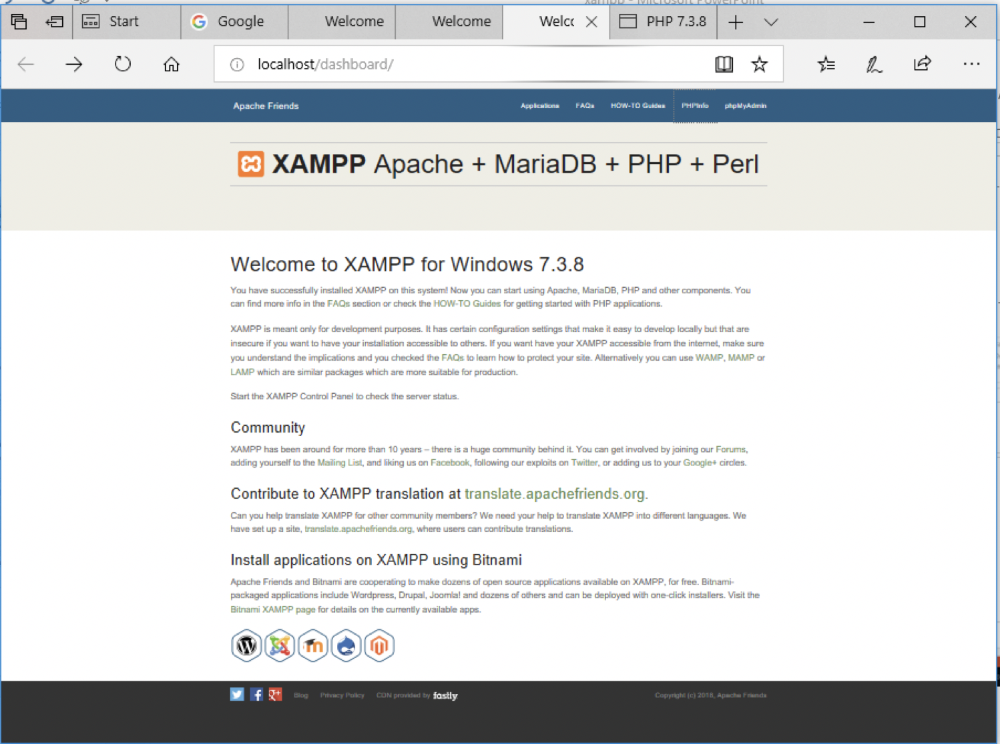 xampp - Microsoft PowerPoint
Start
Google
Welcome
Welcome
Welc
PHP 7.3.8
localhost/dashboard/
Apache Friends
Applications
FAQs
HOW-TO Guides
PHPInfo
phpMyAdmin
XAMPP Apache + MariaDB + PHP + Perl
Welcome to XAMPP for Windows 7.3.8
You have successfully installed XAMPP on this system! Now you can start using Apache, MariaDB, PHP and other components. You
can find more info in the FAQs section or check the HOW-TO Guides for getting started with PHP applications.
XAMPP is meant only for development purposes. It has certain configuration settings that make it easy to develop locally but that are
insecure if you want to have your installation accessible to others. If you want have your XAMPP accessible from the internet, make sure
you understand the implications and you checked the FAQs to learn how to protect your site. Alternatively you can use WAMP, MAMP or
LAMP which are similar packages which are more suitable for production.
Start the XAMPP Control Panel to check the server status.
Community
XAMPP has been around for more than 10 years – there is a huge community behind it. You can get involved by joining our Forums,
adding yourself to the Mailing List, and liking us on Facebook, following our exploits on Twitter, or adding us to your Google+ circles.
Contribute to XAMPP translation at translate.apachefriends.org.
Can you help translate XAMPP for other community members? We need your help to translate XAMPP into different languages. We
have set up a site, translate.apachefriends.org, where users can contribute translations.
Install applications on XAMPP using Bitnami
Apache Friends and Bitnami are cooperating to make dozens of open source applications available on XAMPP, for free. Bitnami-
packaged applications include Wordpress, Drupal, Joomla! and dozens of others and can be deployed with one-click installers. Visit the
Bitnami XAMPP page for details on the currently available apps.
Blog
Privacy Policy
CDN provided by fastly
Copyright (c) 2018, Apache Friends